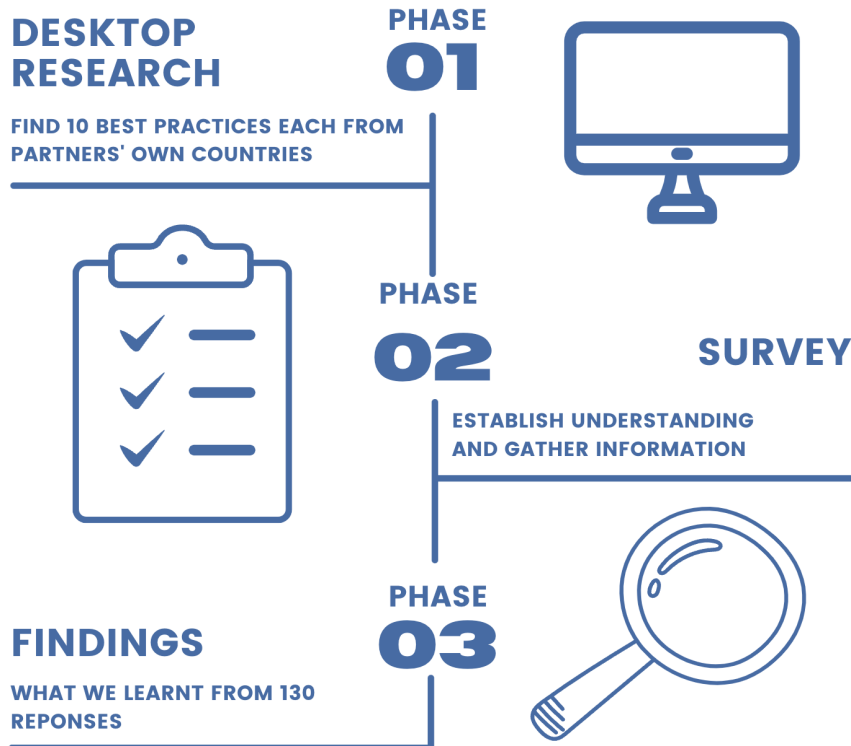 PHASE
01
DESKTOP
RESEARCH
FIND 10 BEST PRACTICES EACH FROM
PARTNERS' OWN COUNTRIES
PHASE
02
SURVEY
ESTABLISH UNDERSTANDING
AND GATHER INFORMATION
PHASE
03
FINDINGS
WHAT WE LEARNT FROM 130
REPONSES